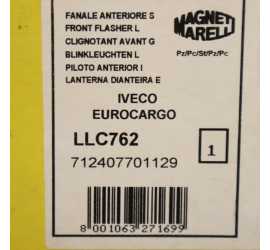 FANALE ANTERIORE S
FRONT FLASHER L
CLIGNOTANT AVANT G
BLINKLEUCHTEN L
PILOTO ANTERIOR I
LANTERNA DIANTEIRA E
MAGNETI
MARELLI
Pz/Pc/St/Pz/Pc
IVECO
EUROCARGO
LLC762
1
712407701129
8 001063 271699